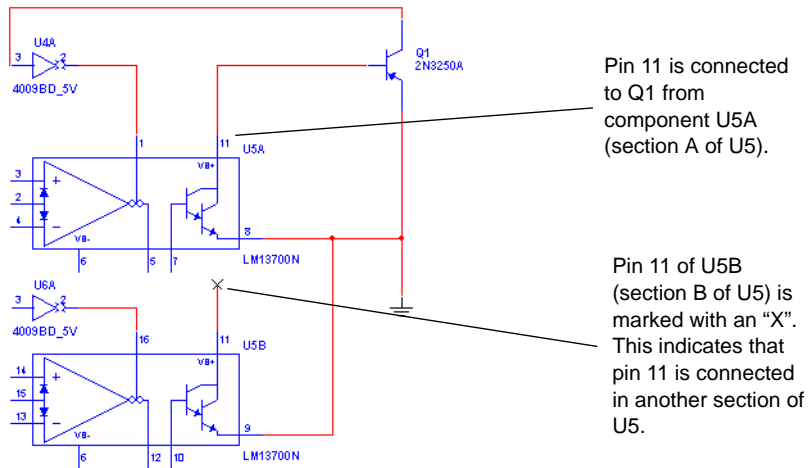 U4A
3
2
4009BD_5V
Q1
2N3250A
Pin 11 is connected
to Q1 from
component U5A
(section A of U5).
1
11
U5A
VB+
3
+
2
4
-
8
VB-
6
5
7
LM13700N
U6A
3
2
4009BD_5V
X
Pin 11 of U5B
(section B of U5) is
marked with an “X”.
This indicates that
pin 11 is connected
in another section of
U5.
16
11
U5B
VB+
14
+
15
13
-
9
VB-
6
12
10
LM13700N